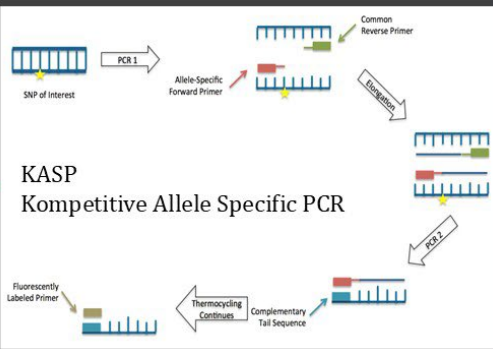 Common
Reverse Primer
PCR 1
Allele-Specific
Forward Primer
SNP of Interest
Elongation
KASP
Kompetitive Allele Specific PCR
PCR 2
Fluorescently
Labeled Primer
Thermocycling
Continues
Complementary
Tail Sequence